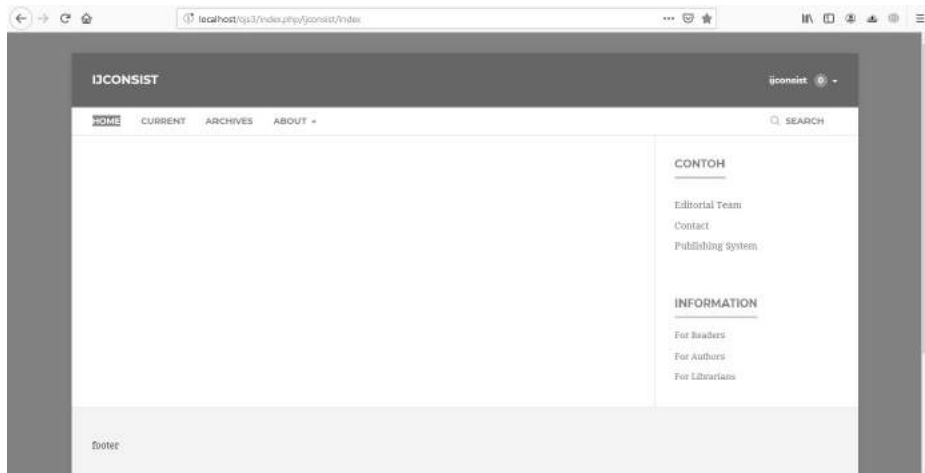 localhost/ojs3/index.php/ijconsist/index
IJCONSIST
ijconsist 0
HOME CURRENT ARCHIVES ABOUT SEARCH
CONTOH
Editorial Team
Contact
Publishing System
INFORMATION
For Readers
For Authors
For Librarians
footer